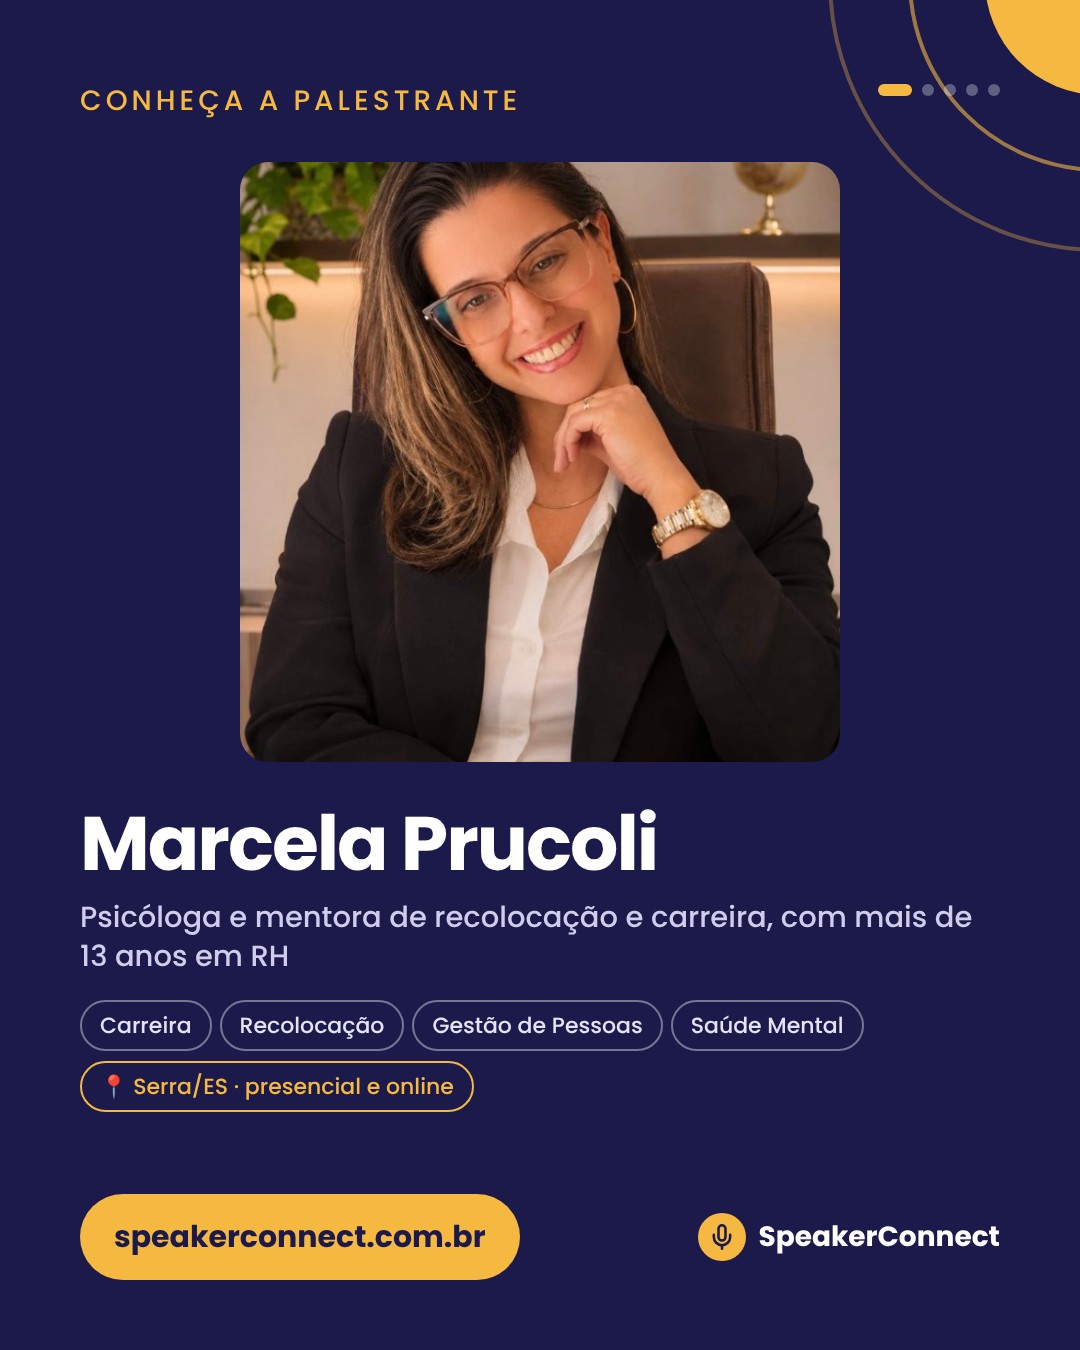 CONHEÇA A PALESTRANTE
Marcela Prucoli
Psicóloga e mentora de recolocação e carreira, com mais de
13 anos em RH
Carreira
Recolocação
Gestão de Pessoas
Saúde Mental
📍 Serra/ES · presencial e online
speakerconnect.com.br
SpeakerConnect